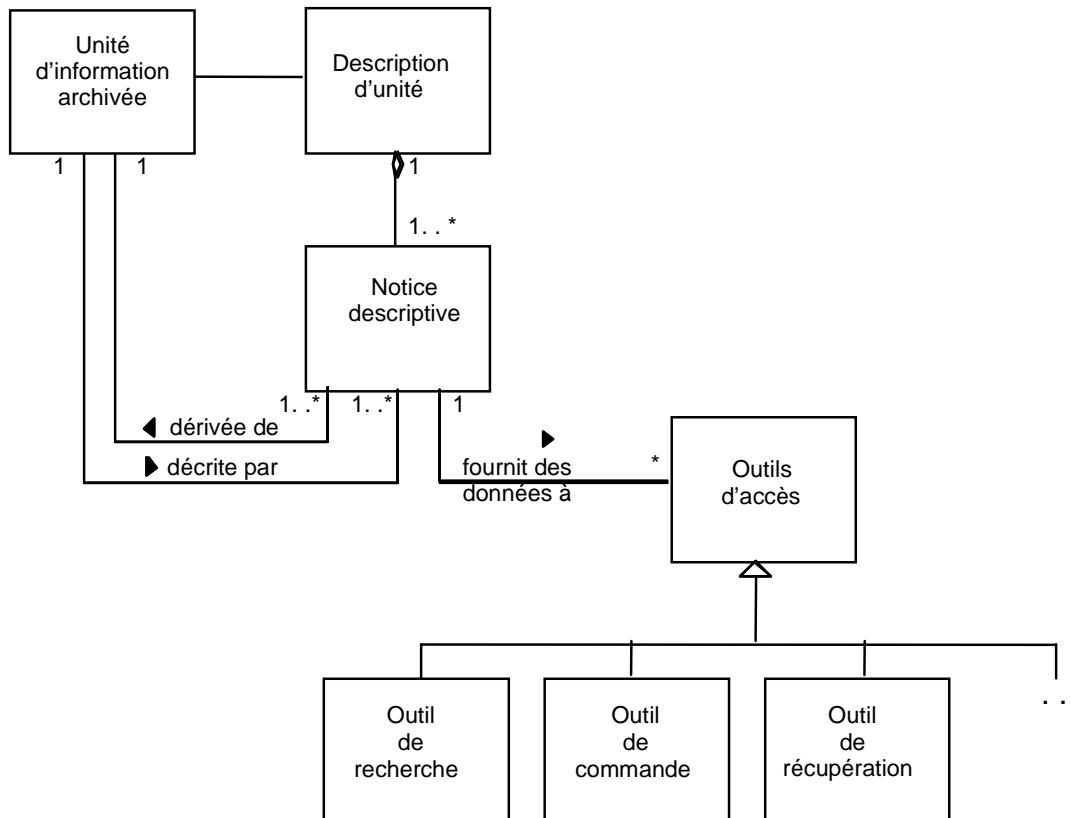 Unité
d'information
archivée
Description
d'unité
1
1
1
1. . *
Notice
descriptive
1. .*
1. .*
1
dérivée de
décrite par
fournit des
données à
*
Outils
d'accès
Outil
de
recherche
Outil
de
commande
Outil
de
récupération
. .